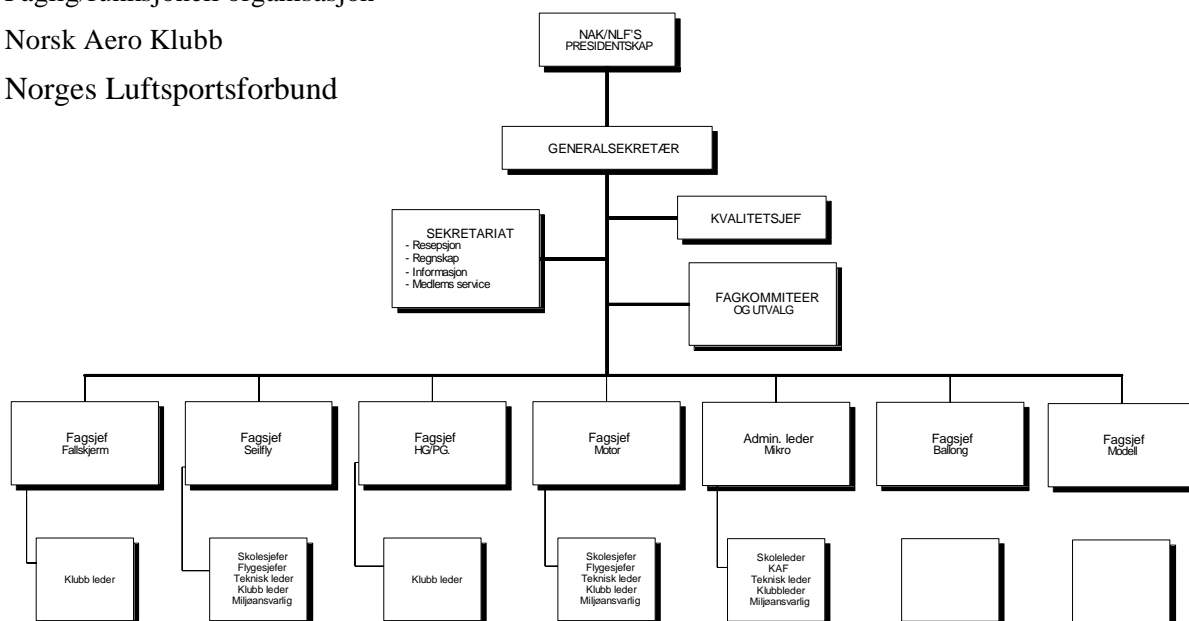 Norsk Aero Klubb
Norges Luftsportsforbund
NAK/NLF'S
PRESIDENTSKAP
GENERALSEKRETÆR
KVALITETSJEF
SEKRETARIAT
- Resepsjon
- Regnskap
- Informasjon
- Medlems service
FAGKOMMITEER
OG UTVALG
Fagsjef
Fallskjerm
Fagsjef
Seilfly
Fagsjef
HG/PG.
Fagsjef
Motor
Admin. leder
Mikro
Fagsjef
Ballong
Fagsjef
Modell
Klubb leder
Skolesjefer
Flygesjefer
Teknisk leder
Klubb leder
Miljøansvarlig
Klubb leder
Skolesjefer
Flygesjefer
Teknisk leder
Klubb leder
Miljøansvarlig
Skoleleder
KAF
Teknisk leder
Klubbleder
Miljøansvarlig